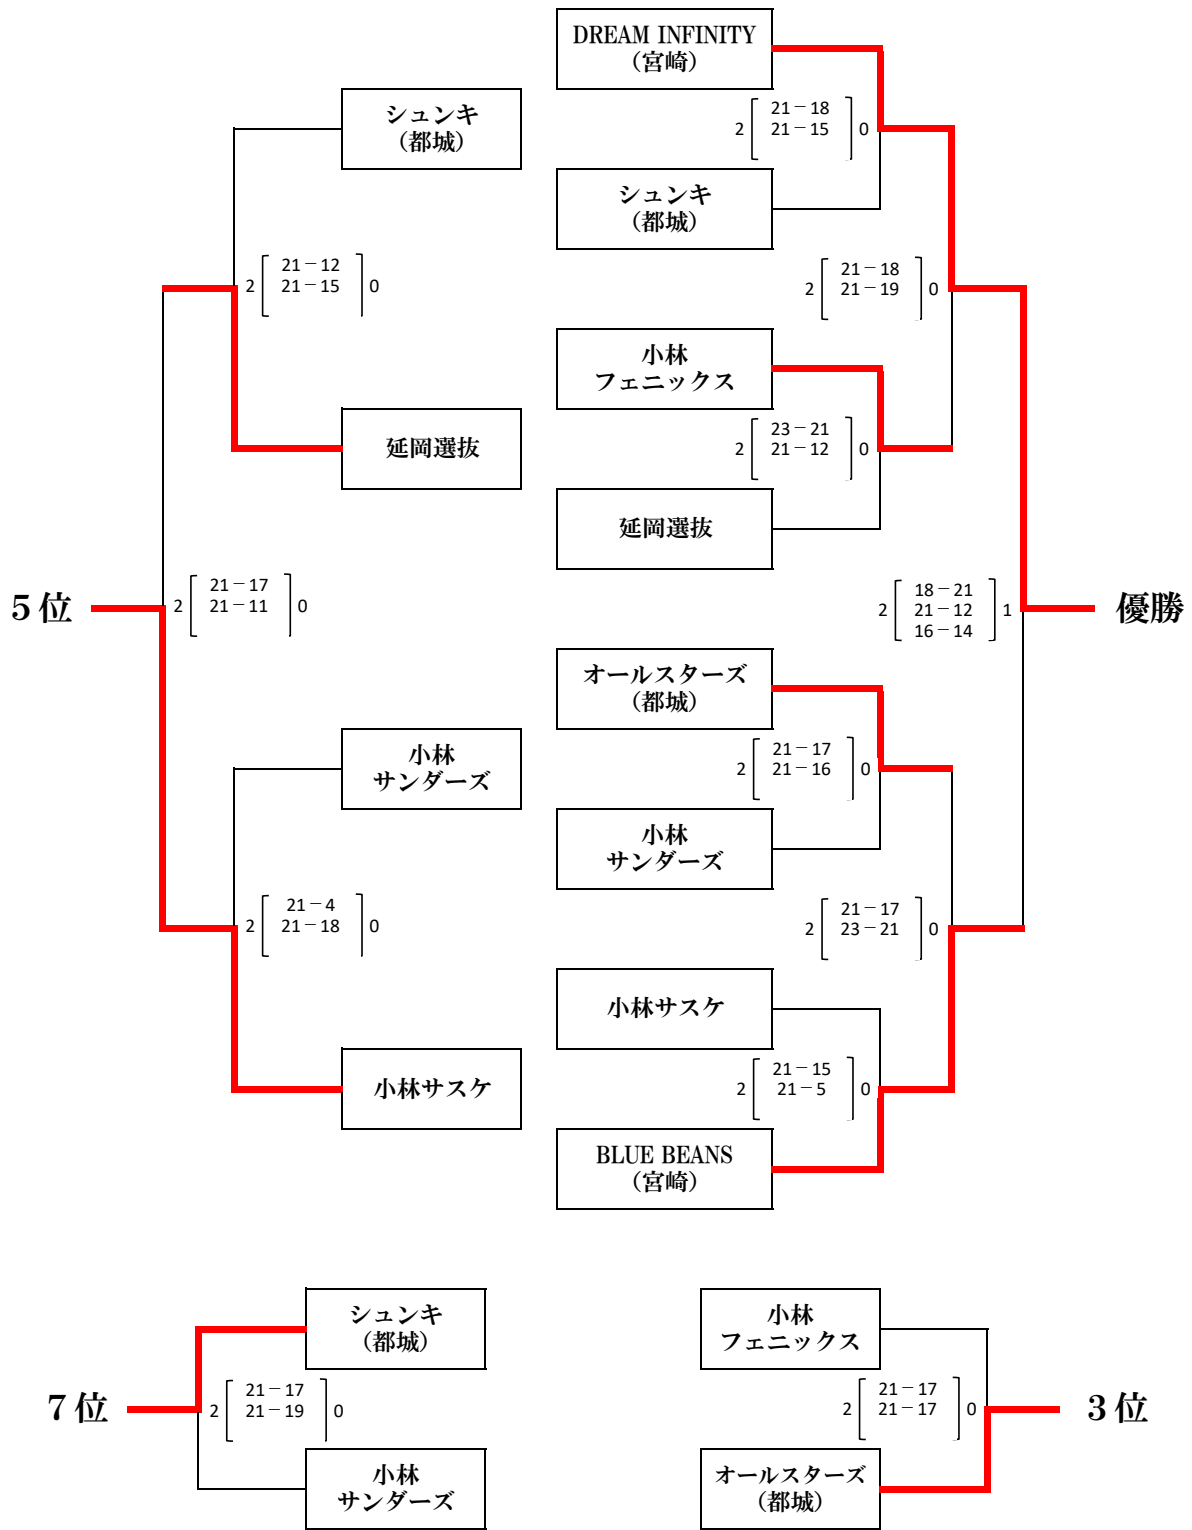 DREAM INFINITY
（宮崎）
シュンキ
（都城）
2
21－18
21－15
0
シュンキ
（都城）
2
21－12
21－15
0
2
21－18
21－19
0
小林
フェニックス
延岡選抜
2
23－21
21－12
0
延岡選抜
5位
2
21－17
21－11
0
2
18－21
21－12
16－14
1
優勝
オールスターズ
（都城）
小林
サンダーズ
2
21－17
21－16
0
小林
サンダーズ
2
21－4
21－18
0
2
21－17
23－21
0
小林サスケ
小林サスケ
2
21－15
21－5
0
BLUE BEANS
（宮崎）
シュンキ
（都城）
7位
2
21－17
21－19
0
小林
サンダーズ
小林
フェニックス
2
21－17
21－17
0
3位
オールスターズ
（都城）